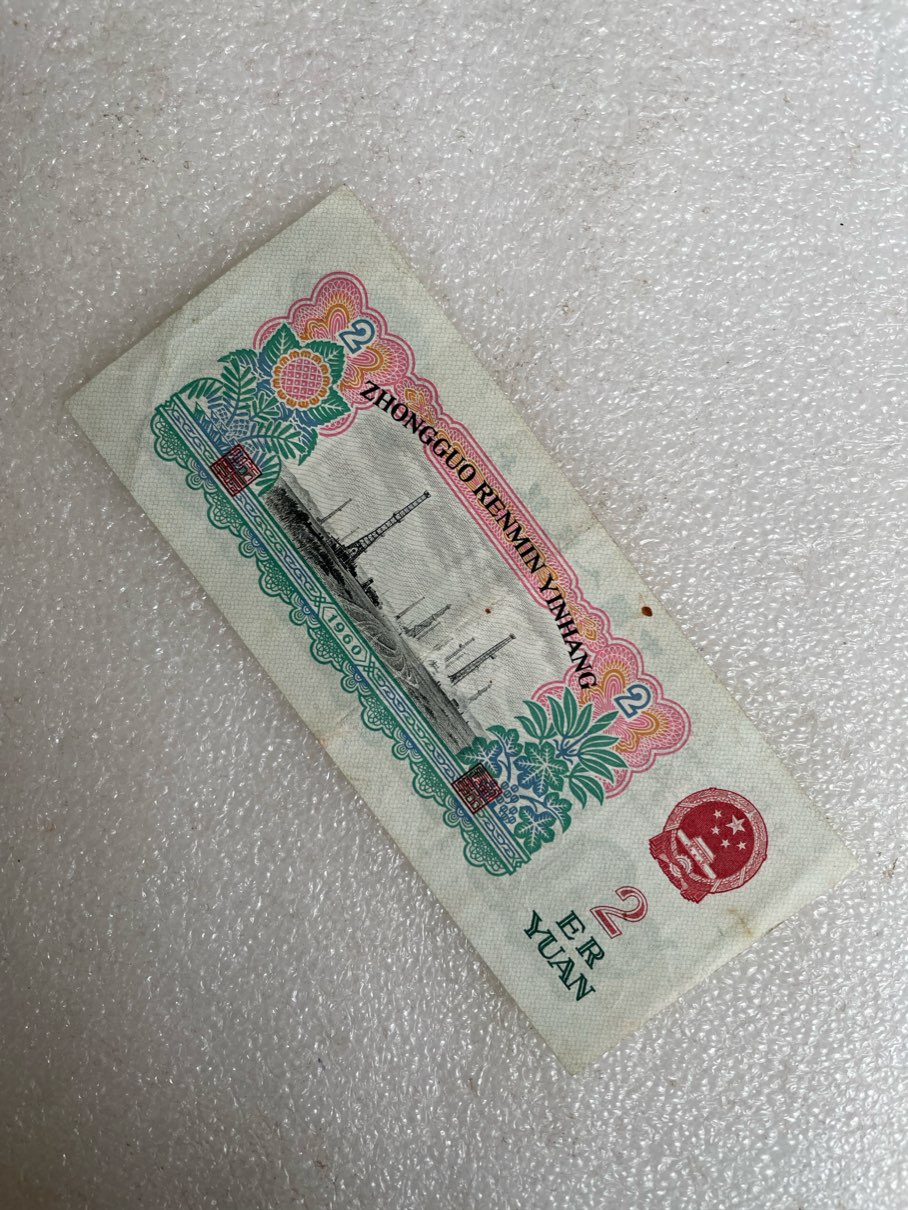 2
ZHONGGUO RENMIN YINHANG
2
1960
2
ER
YUAN